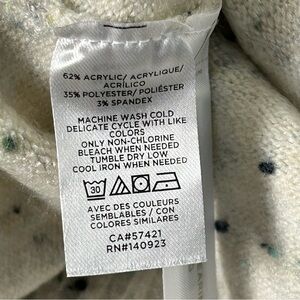 62% ACRYLIC/ ACRYLIQUE/
ACRÍLICO
35% POLYESTER/ POLIÉSTER
3% SPANDEX
MACHINE WASH COLD
DELICATE CYCLE WITH LIKE
COLORS
ONLY NON-CHLORINE
BLEACH WHEN NEEDED
TUMBLE DRY LOW
COOL IRON WHEN NEEDED
30
AVEC DES COULEURS
SEMBLABLES / CON
COLORES SIMILARES
CA#57421
RN#140923